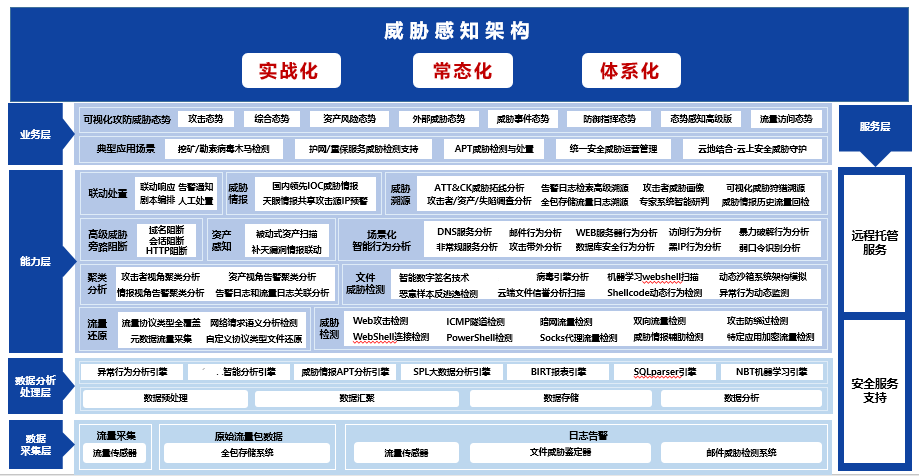 威胁感知架构
实战化 常态化 体系化
业务层
可视化攻防威胁态势 攻击态势 综合态势 资产风险态势 外部威胁态势 威胁事件态势 防御指挥态势 态势感知高级版 流量访问态势
典型应用场景 挖矿/勒索病毒木马检测 护网/重保服务威胁检测支持 APT威胁检测与处置 统一安全威胁运营管理 云地结合-云上安全威胁守护
服务层
远程托管
服务
安全服务
支持
能力层
联动处置
联动响应 告警通知
剧本编排 人工处置
威胁
情报
国内领先IOC威胁情报
天眼情报共享攻击源IP预警
威胁
溯源
ATT&CK威胁拓线分析 告警日志检索高级溯源 攻击者威胁画像 可视化威胁狩猎溯源
攻击者/资产/失陷调查分析 全包存储流量日志溯源 专家系统智能研判 威胁情报历史流量回检
高级威胁
旁路阻断
域名阻断
会话阻断
HTTP阻断
资产
感知
被动式资产扫描
补天漏洞情报联动
场景化
智能行为分析
DNS服务分析 邮件行为分析 WEB服务器行为分析 访问行为分析 暴力破解行为分析
非常规服务分析 攻击带外分析 数据库安全行为分析 黑IP行为分析 弱口令识别分析
聚类
分析
攻击者视角聚类分析 资产视角告警聚类分析
情报视角告警聚类分析 告警日志和流量日志关联分析
文件
威胁检测
智能数字签名技术 病毒引擎分析 机器学习webshell扫描 动态沙箱系统架构模拟
恶意样本反逃逸检测 云端文件信誉分析扫描 Shellcode动态行为检测 异常行为动态监测
流量
还原
流量协议类型全覆盖 网络请求语义分析检测
元数据流量采集 自定义协议类型文件还原
威胁
检测
Web攻击检测 ICMP隧道检测 暗网流量检测 双向流量检测 攻击防绕过检测
WebShell连接检测 PowerShell检测 Socks代理流量检测 威胁情报辅助检测 特定应用加密流量检测
数据分析
处理层
异常行为分析引擎 智能分析引擎 威胁情报APT分析引擎 SPL大数据分析引擎 BIRT报表引擎 SQLparser引擎 NBT机器学习引擎
数据预处理 数据汇聚 数据存储 数据分析
数据
采集层
流量采集
流量传感器
原始流量包数据
全包存储系统
日志告警
流量传感器 文件威胁鉴定器 邮件威胁检测系统